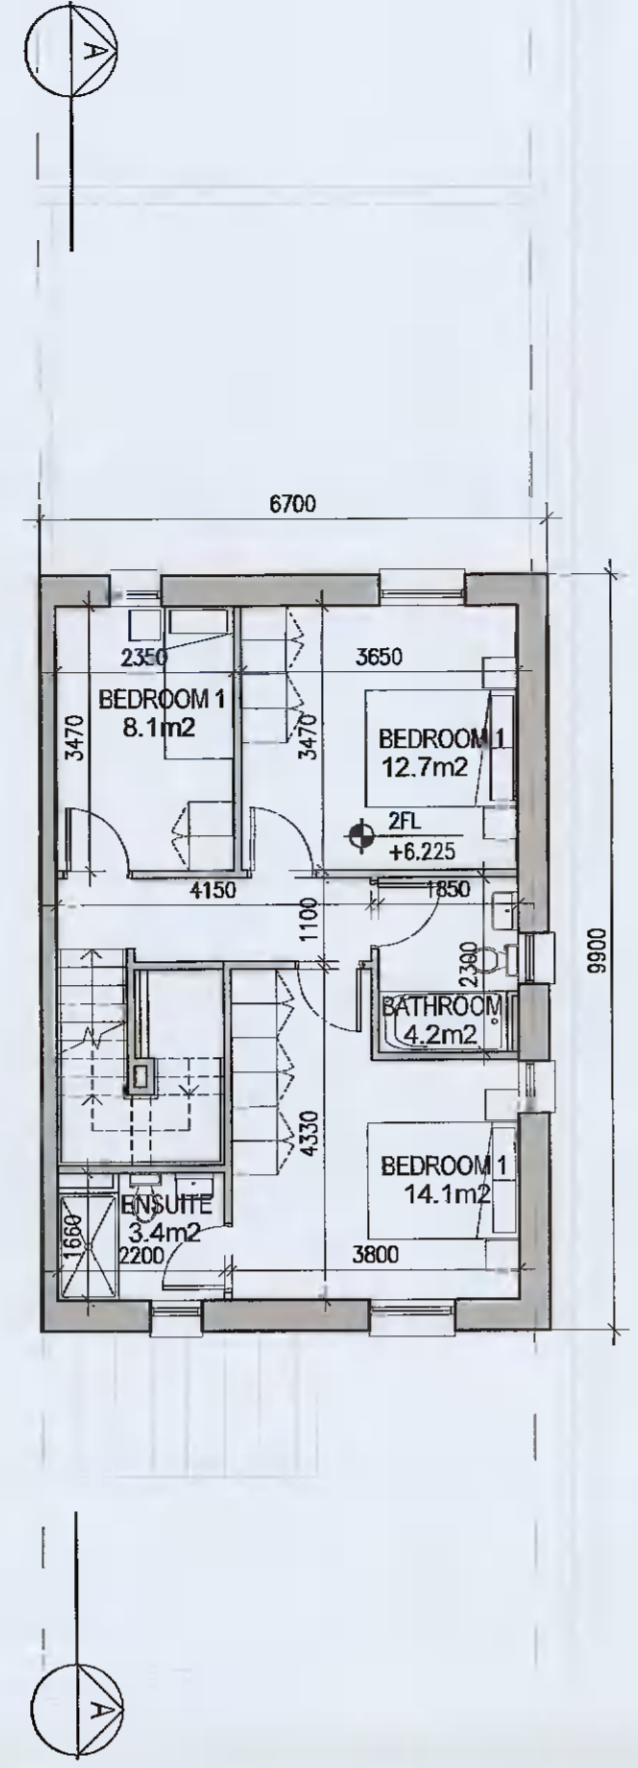 A
6700
2350
3650
BEDROOM 1
8.1m2
3470
3470
BEDROOM 1
12.7m2
2FL
+6.225
4150
1850
1100
2300
9900
BATHROOM
4.2m2
4330
BEDROOM 1
14.1m2
ENSUITE
3.4m2
1660
2200
3800
A